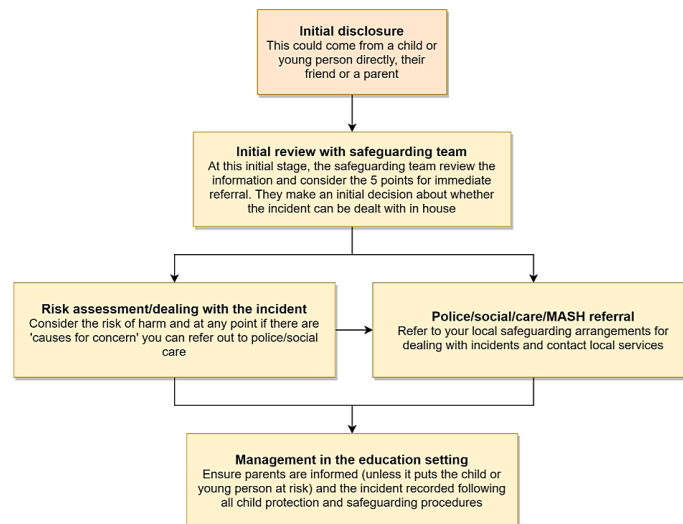 Initial disclosure
This could come from a child or
young person directly, their
friend or a parent
Initial review with safeguarding team
At this initial stage, the safeguarding team review the
information and consider the 5 points for immediate
referral. They make an initial decision about whether
the incident can be dealt with in house
Risk assessment/dealing with the incident
Consider the risk of harm and at any point if there are
'causes for concern' you can refer out to police/social
care
Police/social/care/MASH referral
Refer to your local safeguarding arrangements for
dealing with incidents and contact local services
Management in the education setting
Ensure parents are informed (unless it puts the child or
young person at risk) and the incident recorded following
all child protection and safeguarding procedures